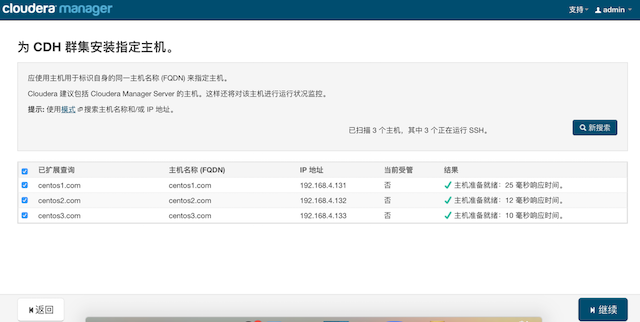 cloudera manager
支持
admin
为 CDH 群集安装指定主机。
应使用主机用于标识自身的同一主机名称 (FQDN) 来指定主机。
Cloudera 建议包括 Cloudera Manager Server 的主机。这样还将对该主机进行运行状况监控。
提示: 使用模式搜索主机名称和/或 IP 地址。
已扫描 3 个主机，其中 3 个正在运行 SSH。
新搜索
已扩展查询 主机名称 (FQDN) IP 地址 当前受管 结果
centos1.com centos1.com 192.168.4.131 否 主机准备就绪：25 毫秒响应时间。
centos2.com centos2.com 192.168.4.132 否 主机准备就绪：12 毫秒响应时间。
centos3.com centos3.com 192.168.4.133 否 主机准备就绪：10 毫秒响应时间。
返回
继续